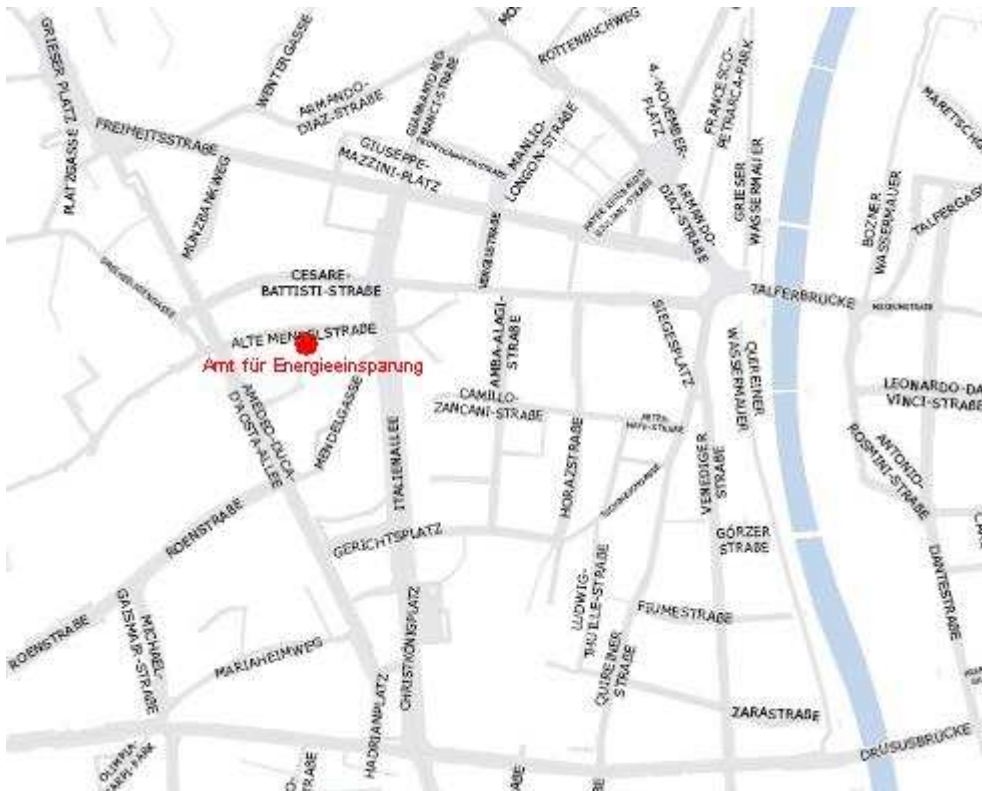 GRIESER PLATZ
WENTERGASSE
ROTTENBUCHWEG
4.-NOVEMBER-
PLATZ
FRANCESCO-
PETRARCA-PARK
ARMANDO-
DIAZ-STRAßE
FREIHEITSSTRAßE
PLATZGASSE
GIUSEPPE-
MAZZINI-PLATZ
MANLIO-
LONGON-STRAßE
ARMANDO-
DIAZ-STRAßE
GRIESER
WASSERMAUER
BOZNER
WASSERMAUER
TALFERGASSE
MÜNZBANKWEG
CESARE-
BATTISTI-STRAßE
TALFERBRÜCKE
MUSEUMSTRAßE
ALTE MENDELSTRAßE
Amt für Energieeinsparung
AMBA-ALAGI-
STRAßE
SIEGESPLATZ
QUIREINER
WASSERMAUER
AMEDEO-DUCA-
D'AOSTA-ALLEE
MENDELGASSE
ITALIENALLEE
CAMILLO-
ZANCANI-STRAßE
LEONARDO-DA-
VINCI-STRAßE
ANTONIO-
ROSMINI-STRAßE
HORAZSTRAßE
VENEDIGER
STRAßE
ROENSTRAßE
GERICHTSPLATZ
GÖRZER
STRAßE
DANTESTRAßE
LUDWIG-
THUILLE-STRAßE
FIUMESTRAßE
QUIREINER
STRAßE
ROENSTRAßE
MICHAEL-
GAISMAIR-STRAßE
MARIAHEIMWEG
CHRISTKÖNIGPLATZ
HADRIANPLATZ
ZARASTRAßE
DRUSUSBRÜCKE